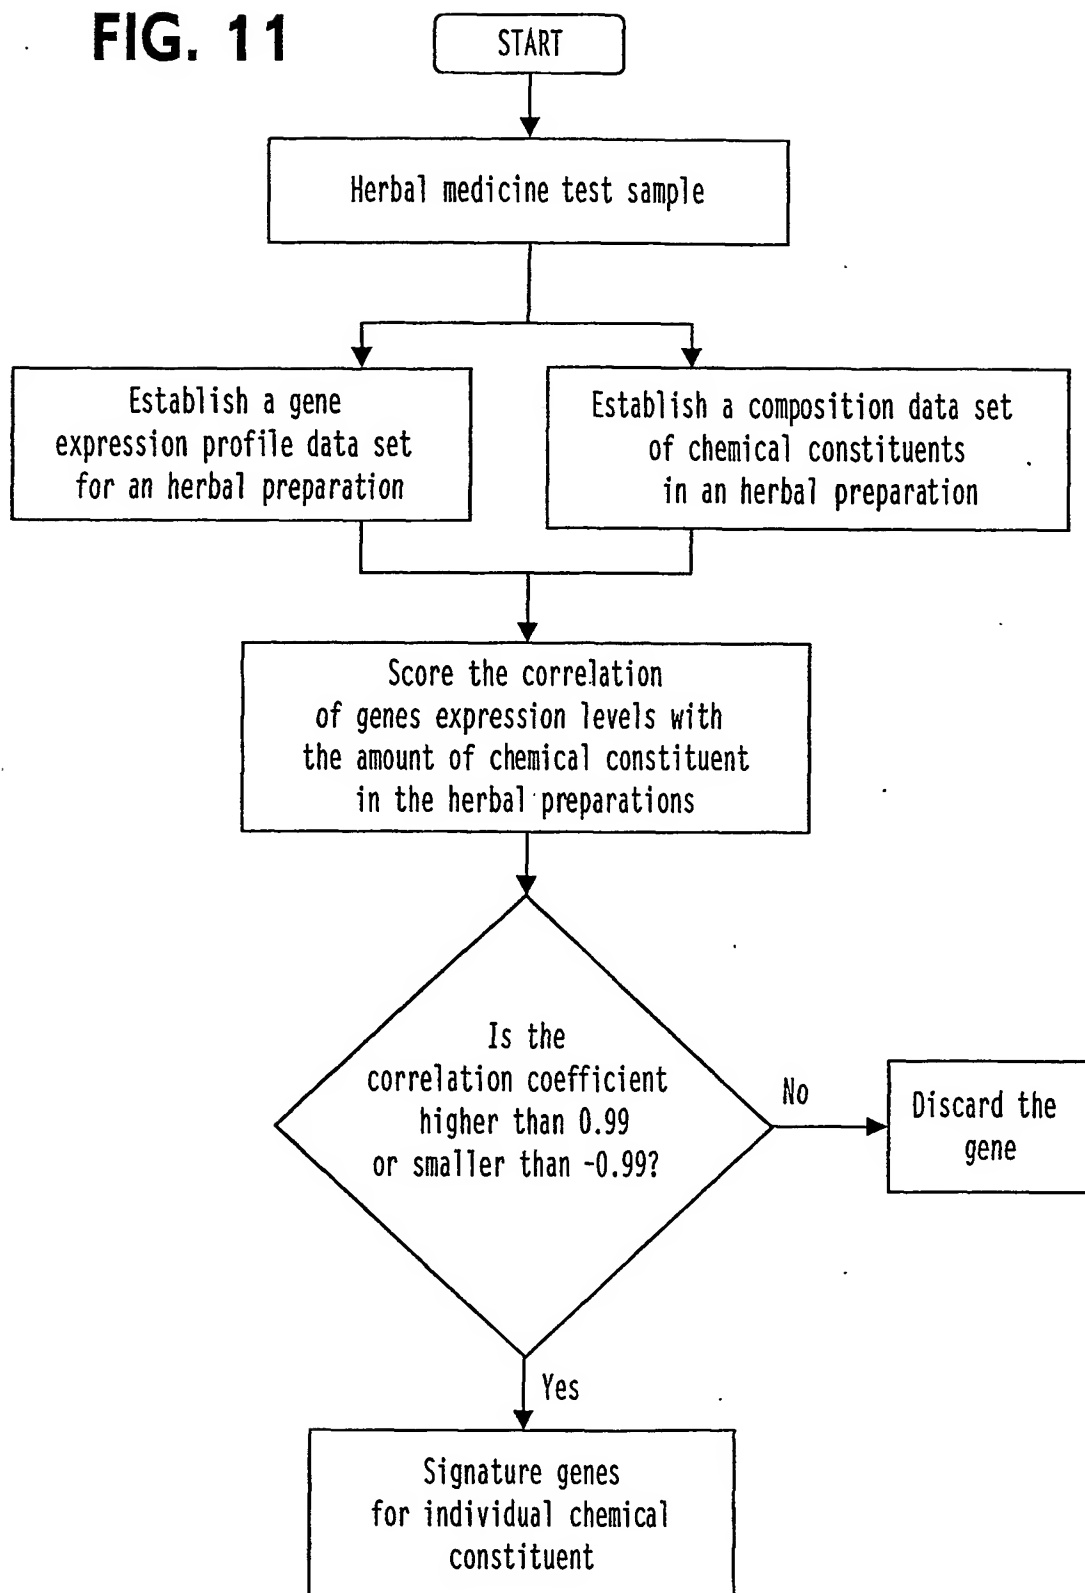 FIG. 11
START
Herbal medicine test sample
Establish a gene
expression profile data set
for an herbal preparation
Establish a composition data set
of chemical constituents
in an herbal preparation
Score the correlation
of genes expression levels with
the amount of chemical constituent
in the herbal preparations
Is the
correlation coefficient
higher than 0.99
or smaller than -0.99?
No
Discard the
gene
Yes
Signature genes
for individual chemical
constituent